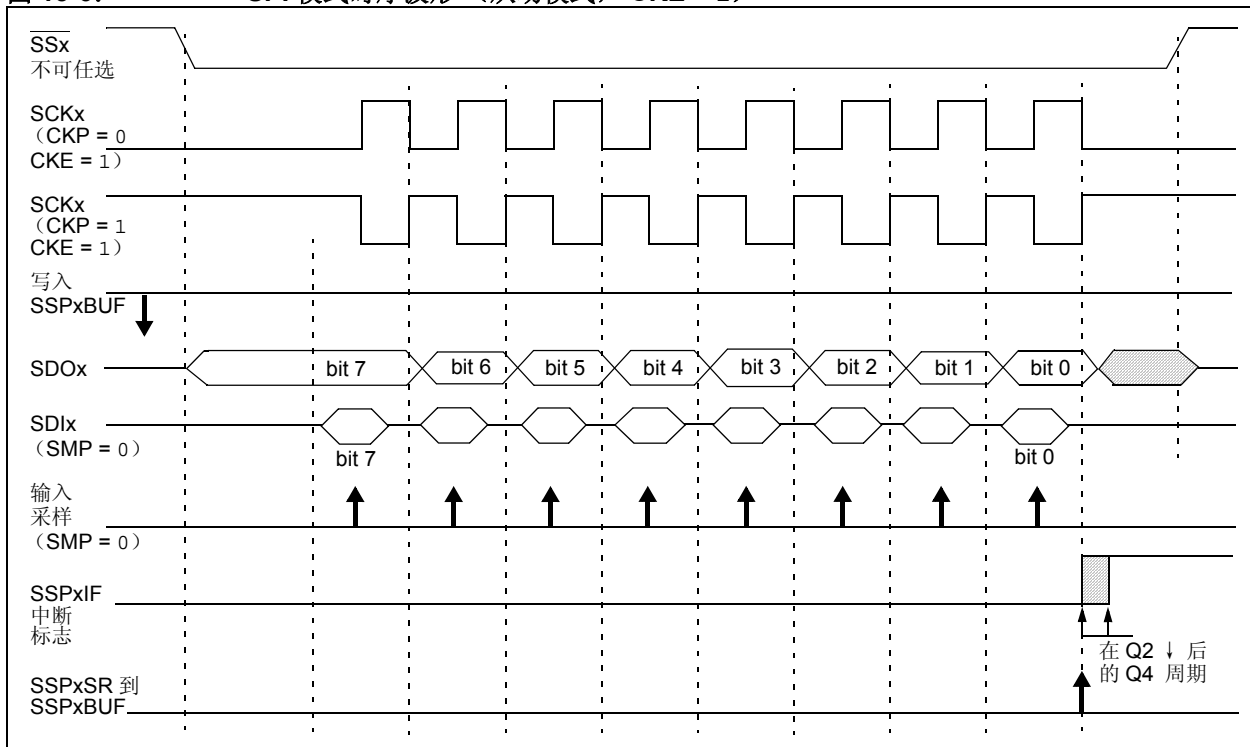 SSx
不可任选
SCKx
（CKP = 0
CKE = 1）
SCKx
（CKP = 1
CKE = 1）
写入
SSPxBUF
SDOx
bit 7 bit 6 bit 5 bit 4 bit 3 bit 2 bit 1 bit 0
SDIx
（SMP = 0）
bit 7 bit 0
输入
采样
（SMP = 0）
SSPxIF
中断
标志
在 Q2 ↓ 后
的 Q4 周期
SSPxSR 到
SSPxBUF